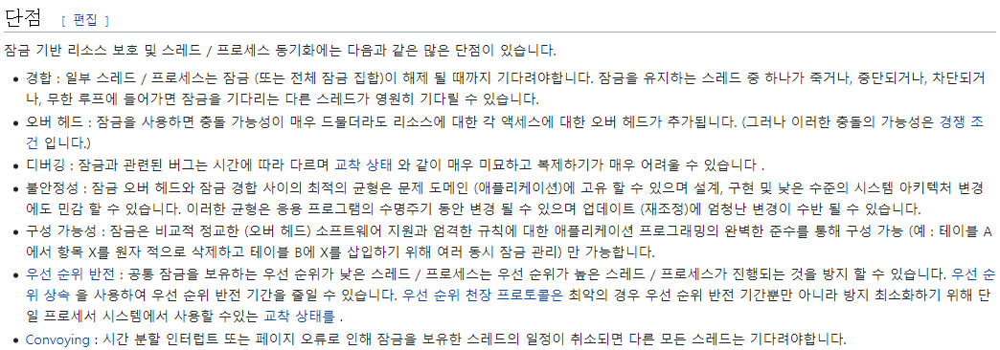 단점 [ 편집 ]
잠금 기반 리소스 보호 및 스레드 / 프로세스 동기화에는 다음과 같은 많은 단점이 있습니다.
• 경합 : 일부 스레드 / 프로세스는 잠금 (또는 전체 잠금 집합)이 해제 될 때까지 기다려야합니다. 잠금을 유지하는 스레드 중 하나가 죽거나, 중단되거나, 차단되거
나, 무한 루프에 들어가면 잠금을 기다리는 다른 스레드가 영원히 기다릴 수 있습니다.
• 오버 헤드 : 잠금을 사용하면 충돌 가능성이 매우 드물더라도 리소스에 대한 각 액세스에 대한 오버 헤드가 추가됩니다. (그러나 이러한 충돌의 가능성은 경쟁 조
건 입니다.)
• 디버깅 : 잠금과 관련된 버그는 시간에 따라 다르며 교착 상태 와 같이 매우 미묘하고 복제하기가 매우 어려울 수 있습니다 .
• 불안정성 : 잠금 오버 헤드와 잠금 경합 사이의 최적의 균형은 문제 도메인 (애플리케이션)에 고유 할 수 있으며 설계, 구현 및 낮은 수준의 시스템 아키텍처 변경
에도 민감 할 수 있습니다. 이러한 균형은 응용 프로그램의 수명주기 동안 변경 될 수 있으며 업데이트 (재조정)에 엄청난 변경이 수반 될 수 있습니다.
• 구성 가능성 : 잠금은 비교적 정교한 (오버 헤드) 소프트웨어 지원과 엄격한 규칙에 대한 애플리케이션 프로그래밍의 완벽한 준수를 통해 구성 가능 (예 : 테이블 A
에서 항목 X를 원자 적으로 삭제하고 테이블 B에 X를 삽입하기 위해 여러 동시 잠금 관리) 만 가능합니다.
• 우선 순위 반전 : 공통 잠금을 보유하는 우선 순위가 낮은 스레드 / 프로세스는 우선 순위가 높은 스레드 / 프로세스가 진행되는 것을 방지 할 수 있습니다. 우선 순
위 상속 을 사용하여 우선 순위 반전 기간을 줄일 수 있습니다. 우선 순위 천장 프로토콜은 최악의 경우 우선 순위 반전 기간뿐만 아니라 방지 최소화하기 위해 단
일 프로세서 시스템에서 사용할 수있는 교착 상태를 .
• Convoying : 시간 분할 인터럽트 또는 페이지 오류로 인해 잠금을 보유한 스레드의 일정이 취소되면 다른 모든 스레드는 기다려야합니다.